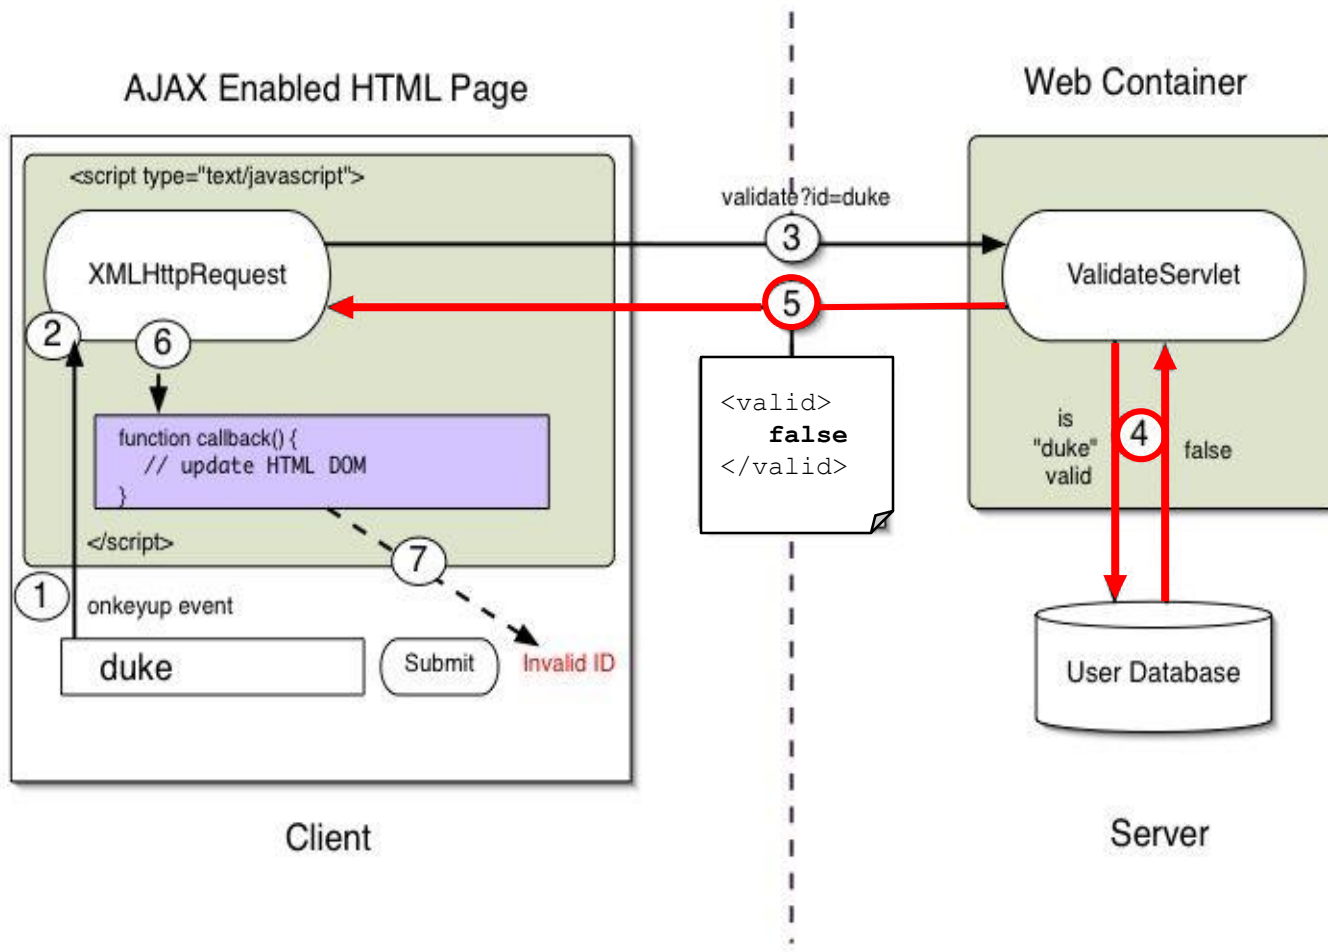 AJAX Enabled HTML Page
Web Container
<script type="text/javascript">
validate?id=duke
3
XMLHttpRequest
ValidateServlet
5
2
6
<valid>
false
</valid>
is
"duke"
valid
4
false
function callback() {
// update HTML DOM
}
</script>
7
1
onkeyup event
duke
Submit
Invalid ID
User Database
Client
Server